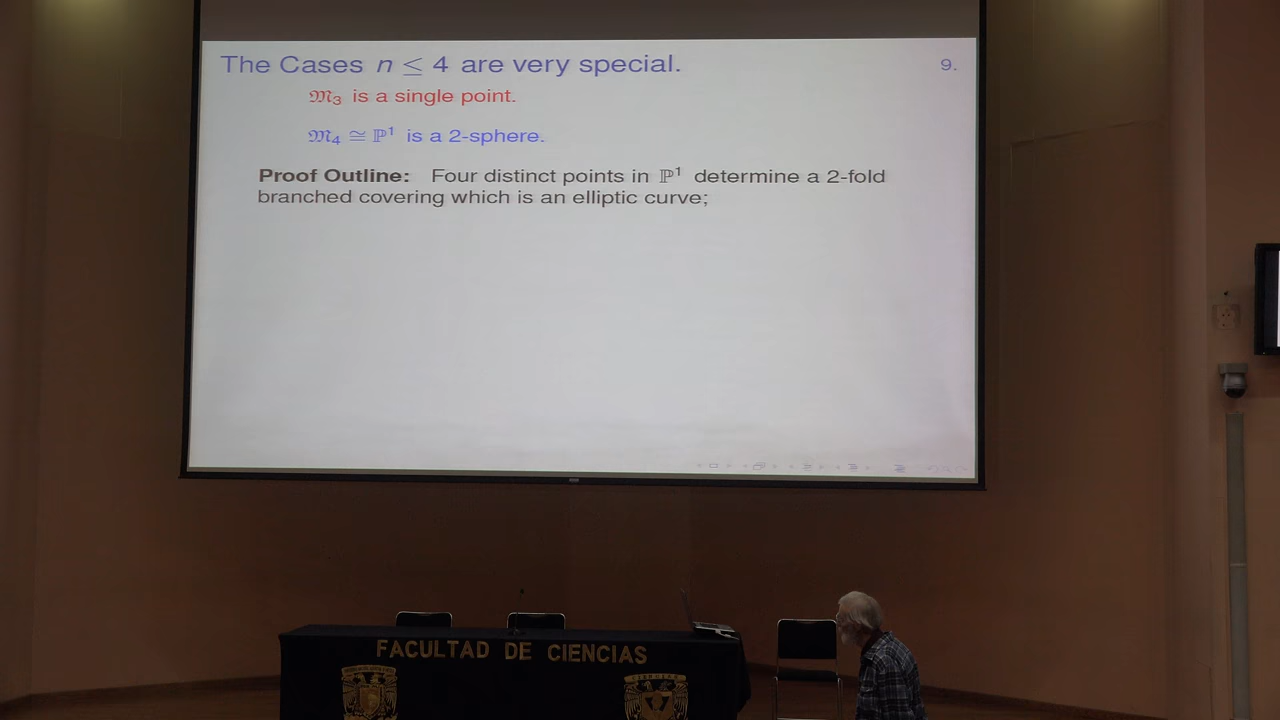 The Cases n ≤ 4 are very special. 9.
𝔐₃ is a single point.
𝔐₄ ≅ ℙ¹ is a 2-sphere.
Proof Outline: Four distinct points in ℙ¹ determine a 2-fold
branched covering which is an elliptic curve;
FACULTAD DE CIENCIAS